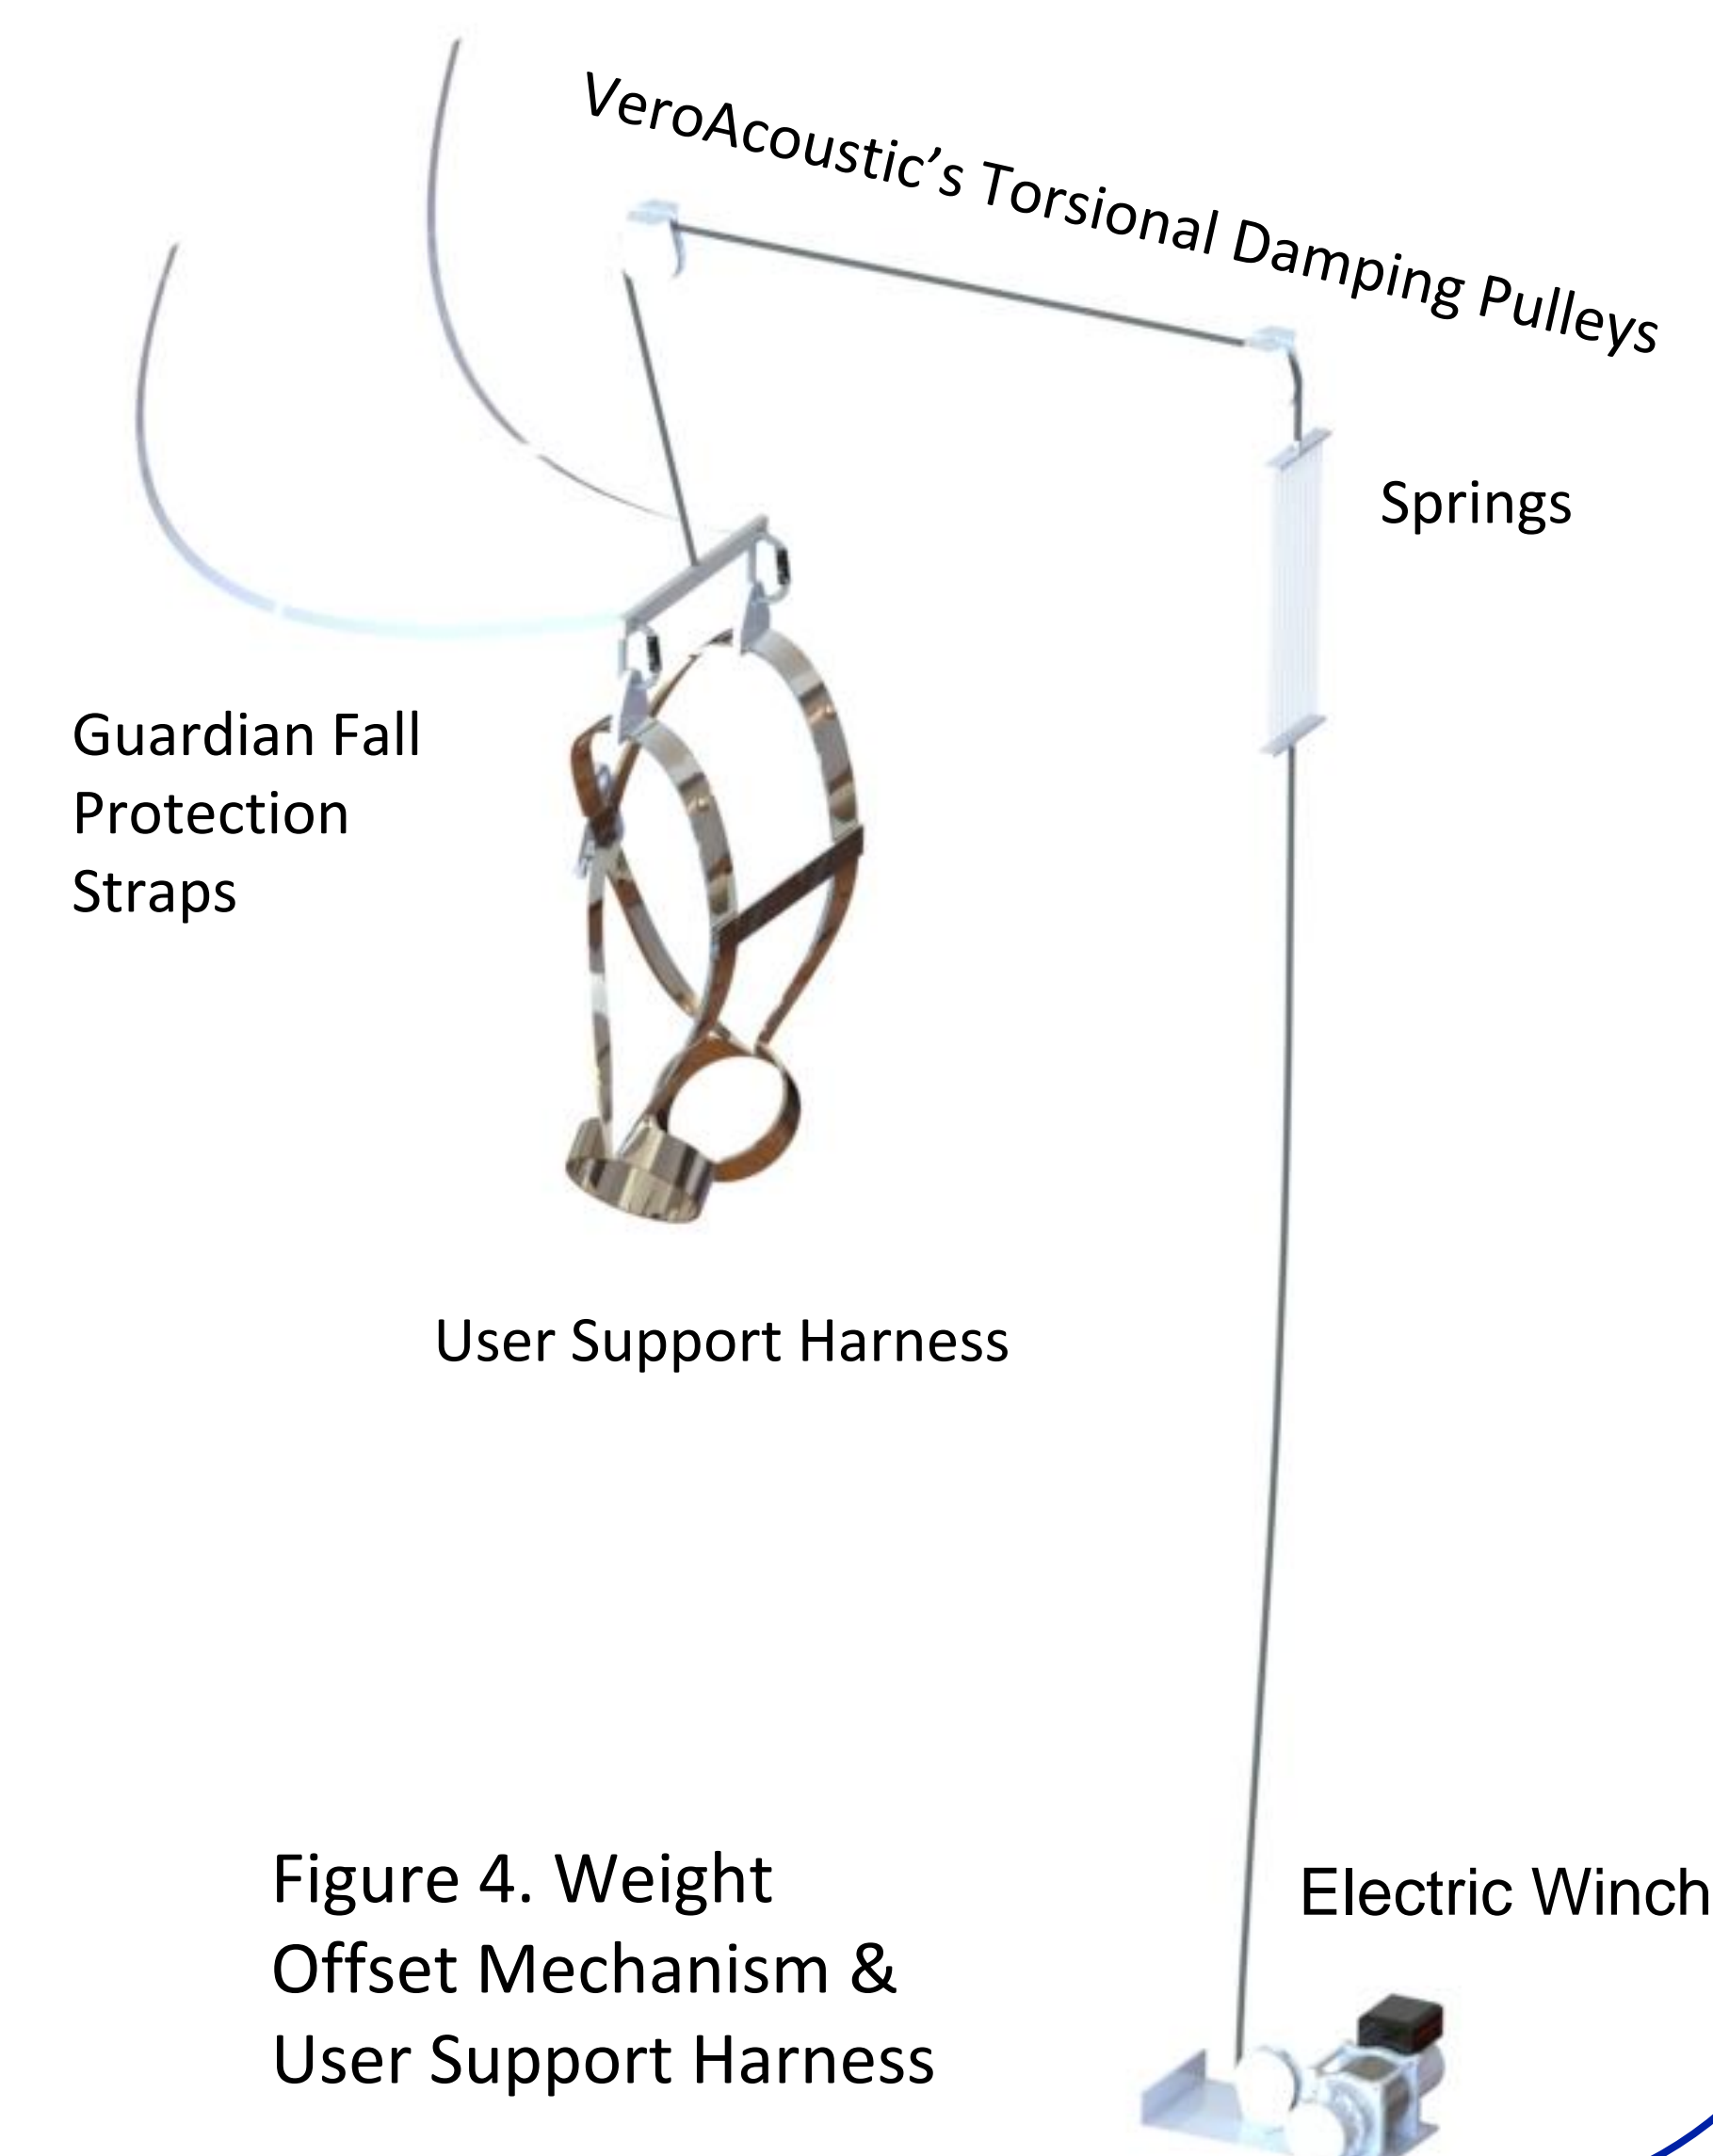 VeroAcoustic’s Torsional Damping Pulleys
Springs
Guardian Fall
Protection
Straps
User Support Harness
Figure 4. Weight
Offset Mechanism &
User Support Harness
Electric Winch